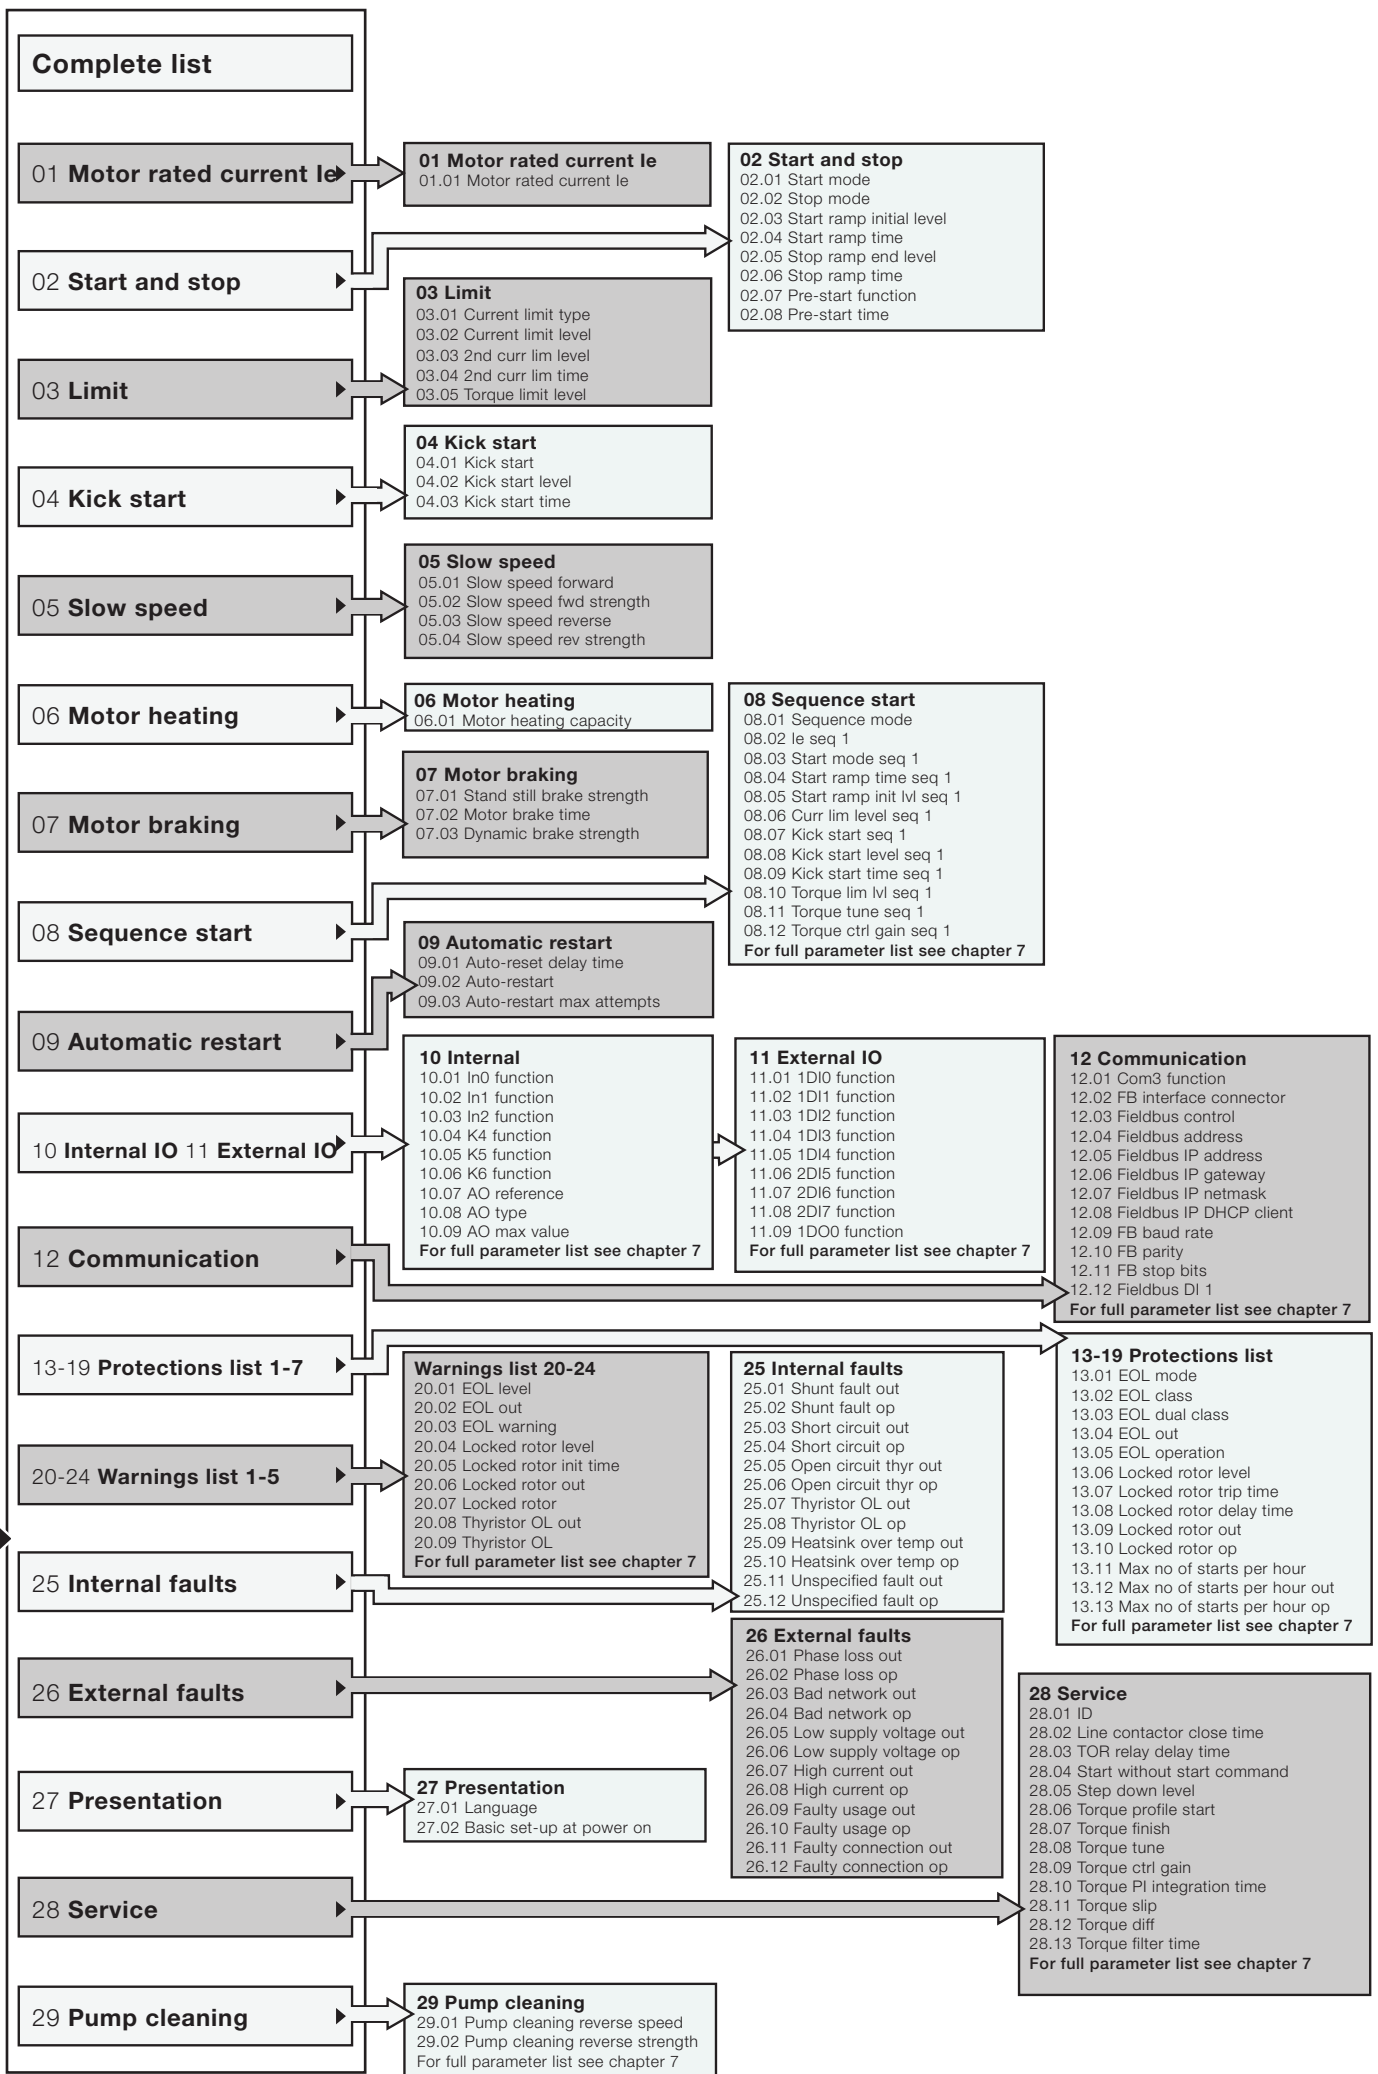 Complete list
01 Motor rated current Ie
01 Motor rated current Ie
01.01 Motor rated current Ie
02 Start and stop
02 Start and stop
02.01 Start mode
02.02 Stop mode
02.03 Start ramp initial level
02.04 Start ramp time
02.05 Stop ramp end level
02.06 Stop ramp time
02.07 Pre-start function
02.08 Pre-start time
03 Limit
03 Limit
03.01 Current limit type
03.02 Current limit level
03.03 2nd curr lim level
03.04 2nd curr lim time
03.05 Torque limit level
04 Kick start
04 Kick start
04.01 Kick start
04.02 Kick start level
04.03 Kick start time
05 Slow speed
05 Slow speed
05.01 Slow speed forward
05.02 Slow speed fwd strength
05.03 Slow speed reverse
05.04 Slow speed rev strength
06 Motor heating
06 Motor heating
06.01 Motor heating capacity
07 Motor braking
07 Motor braking
07.01 Stand still brake strength
07.02 Motor brake time
07.03 Dynamic brake strength
08 Sequence start
08 Sequence start
08.01 Sequence mode
08.02 Ie seq 1
08.03 Start mode seq 1
08.04 Start ramp time seq 1
08.05 Start ramp init lvl seq 1
08.06 Curr lim level seq 1
08.07 Kick start seq 1
08.08 Kick start level seq 1
08.09 Kick start time seq 1
08.10 Torque lim lvl seq 1
08.11 Torque tune seq 1
08.12 Torque ctrl gain seq 1
For full parameter list see chapter 7
09 Automatic restart
09 Automatic restart
09.01 Auto-reset delay time
09.02 Auto-restart
09.03 Auto-restart max attempts
10 Internal IO 11 External IO
10 Internal
10.01 In0 function
10.02 In1 function
10.03 In2 function
10.04 K4 function
10.05 K5 function
10.06 K6 function
10.07 AO reference
10.08 AO type
10.09 AO max value
For full parameter list see chapter 7
11 External IO
11.01 1DI0 function
11.02 1DI1 function
11.03 1DI2 function
11.04 1DI3 function
11.05 1DI4 function
11.06 2DI5 function
11.07 2DI6 function
11.08 2DI7 function
11.09 1DO0 function
For full parameter list see chapter 7
12 Communication
12 Communication
12.01 Com3 function
12.02 FB interface connector
12.03 Fieldbus control
12.04 Fieldbus address
12.05 Fieldbus IP address
12.06 Fieldbus IP gateway
12.07 Fieldbus IP netmask
12.08 Fieldbus IP DHCP client
12.09 FB baud rate
12.10 FB parity
12.11 FB stop bits
12.12 Fieldbus DI 1
For full parameter list see chapter 7
13-19 Protections list 1-7
13-19 Protections list
13.01 EOL mode
13.02 EOL class
13.03 EOL dual class
13.04 EOL out
13.05 EOL operation
13.06 Locked rotor level
13.07 Locked rotor trip time
13.08 Locked rotor delay time
13.09 Locked rotor out
13.10 Locked rotor op
13.11 Max no of starts per hour
13.12 Max no of starts per hour out
13.13 Max no of starts per hour op
For full parameter list see chapter 7
20-24 Warnings list 1-5
Warnings list 20-24
20.01 EOL level
20.02 EOL out
20.03 EOL warning
20.04 Locked rotor level
20.05 Locked rotor init time
20.06 Locked rotor out
20.07 Locked rotor
20.08 Thyristor OL out
20.09 Thyristor OL
For full parameter list see chapter 7
25 Internal faults
25 Internal faults
25.01 Shunt fault out
25.02 Shunt fault op
25.03 Short circuit out
25.04 Short circuit op
25.05 Open circuit thyr out
25.06 Open circuit thyr op
25.07 Thyristor OL out
25.08 Thyristor OL op
25.09 Heatsink over temp out
25.10 Heatsink over temp op
25.11 Unspecified fault out
25.12 Unspecified fault op
26 External faults
26 External faults
26.01 Phase loss out
26.02 Phase loss op
26.03 Bad network out
26.04 Bad network op
26.05 Low supply voltage out
26.06 Low supply voltage op
26.07 High current out
26.08 High current op
26.09 Faulty usage out
26.10 Faulty usage op
26.11 Faulty connection out
26.12 Faulty connection op
27 Presentation
27 Presentation
27.01 Language
27.02 Basic set-up at power on
28 Service
28 Service
28.01 ID
28.02 Line contactor close time
28.03 TOR relay delay time
28.04 Start without start command
28.05 Step down level
28.06 Torque profile start
28.07 Torque finish
28.08 Torque tune
28.09 Torque ctrl gain
28.10 Torque PI integration time
28.11 Torque slip
28.12 Torque diff
28.13 Torque filter time
For full parameter list see chapter 7
29 Pump cleaning
29 Pump cleaning
29.01 Pump cleaning reverse speed
29.02 Pump cleaning reverse strength
For full parameter list see chapter 7